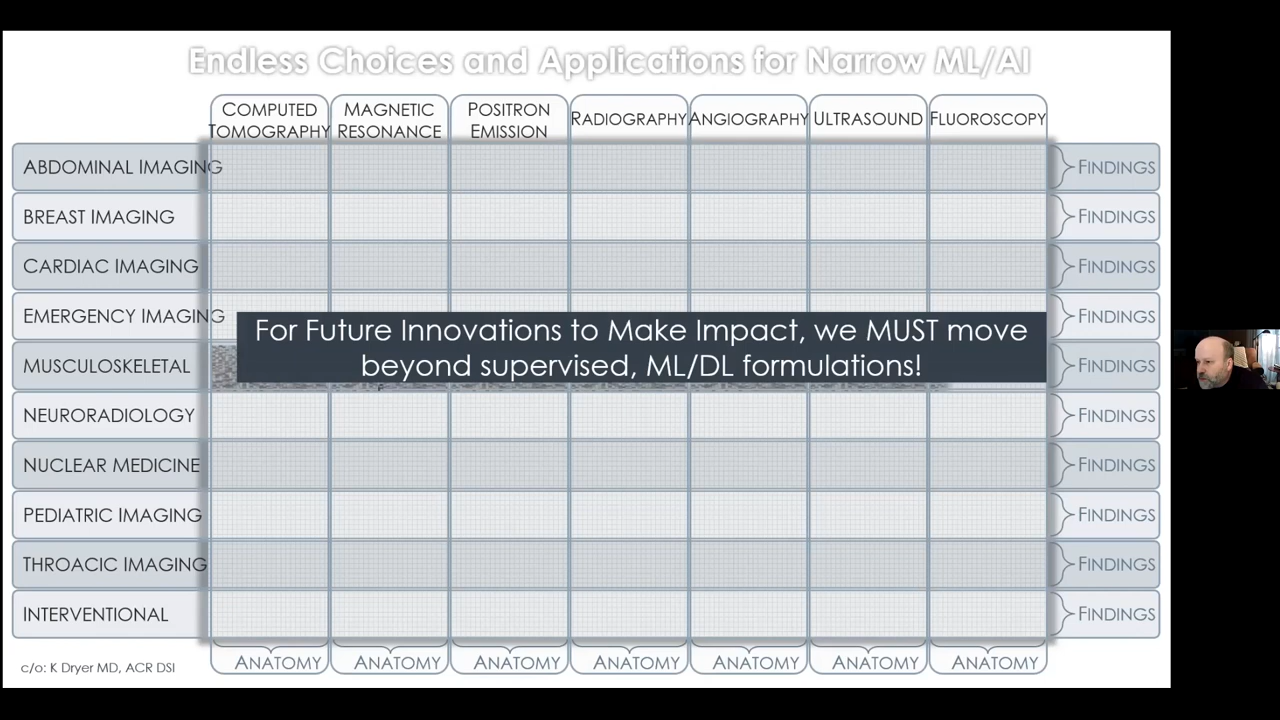 Endless Choices and Applications for Narrow ML/AI
COMPUTED TOMOGRAPHY
MAGNETIC RESONANCE
POSITRON EMISSION
RADIOGRAPHY
ANGIOGRAPHY
ULTRASOUND
FLUOROSCOPY
ABDOMINAL IMAGING
FINDINGS
BREAST IMAGING
FINDINGS
CARDIAC IMAGING
FINDINGS
EMERGENCY IMAGING
FINDINGS
For Future Innovations to Make Impact, we MUST move
beyond supervised, ML/DL formulations!
MUSCULOSKELETAL
FINDINGS
NEURORADIOLOGY
FINDINGS
NUCLEAR MEDICINE
FINDINGS
PEDIATRIC IMAGING
FINDINGS
THROACIC IMAGING
FINDINGS
INTERVENTIONAL
FINDINGS
c/o: K Dryer MD, ACR DSI
ANATOMY
ANATOMY
ANATOMY
ANATOMY
ANATOMY
ANATOMY
ANATOMY